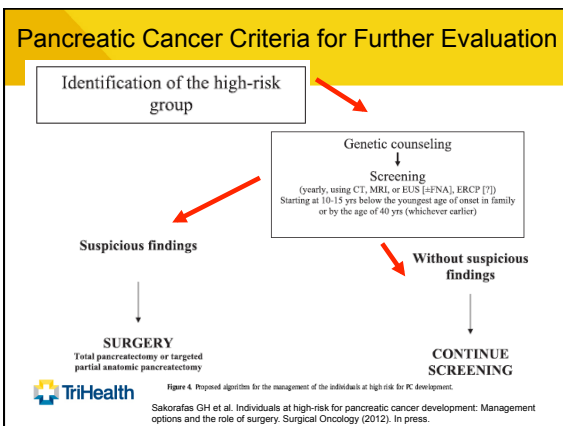 Pancreatic Cancer Criteria for Further Evaluation
Identification of the high-risk
group
Genetic counseling
Screening
(yearly, using CT, MRI, or EUS [±FNA], ERCP [?])
Starting at 10-15 yrs below the youngest age of onset in family
or by the age of 40 yrs (whichever earlier)
Suspicious findings
Without suspicious
findings
SURGERY
Total pancreatectomy or targeted
partial anatomic pancreatectomy
CONTINUE
SCREENING
Figure 4. Proposed algorithm for the management of the individuals at high risk for PC development.
TriHealth
Sakorafas GH et al. Individuals at high-risk for pancreatic cancer development: Management
options and the role of surgery. Surgical Oncology (2012). In press.